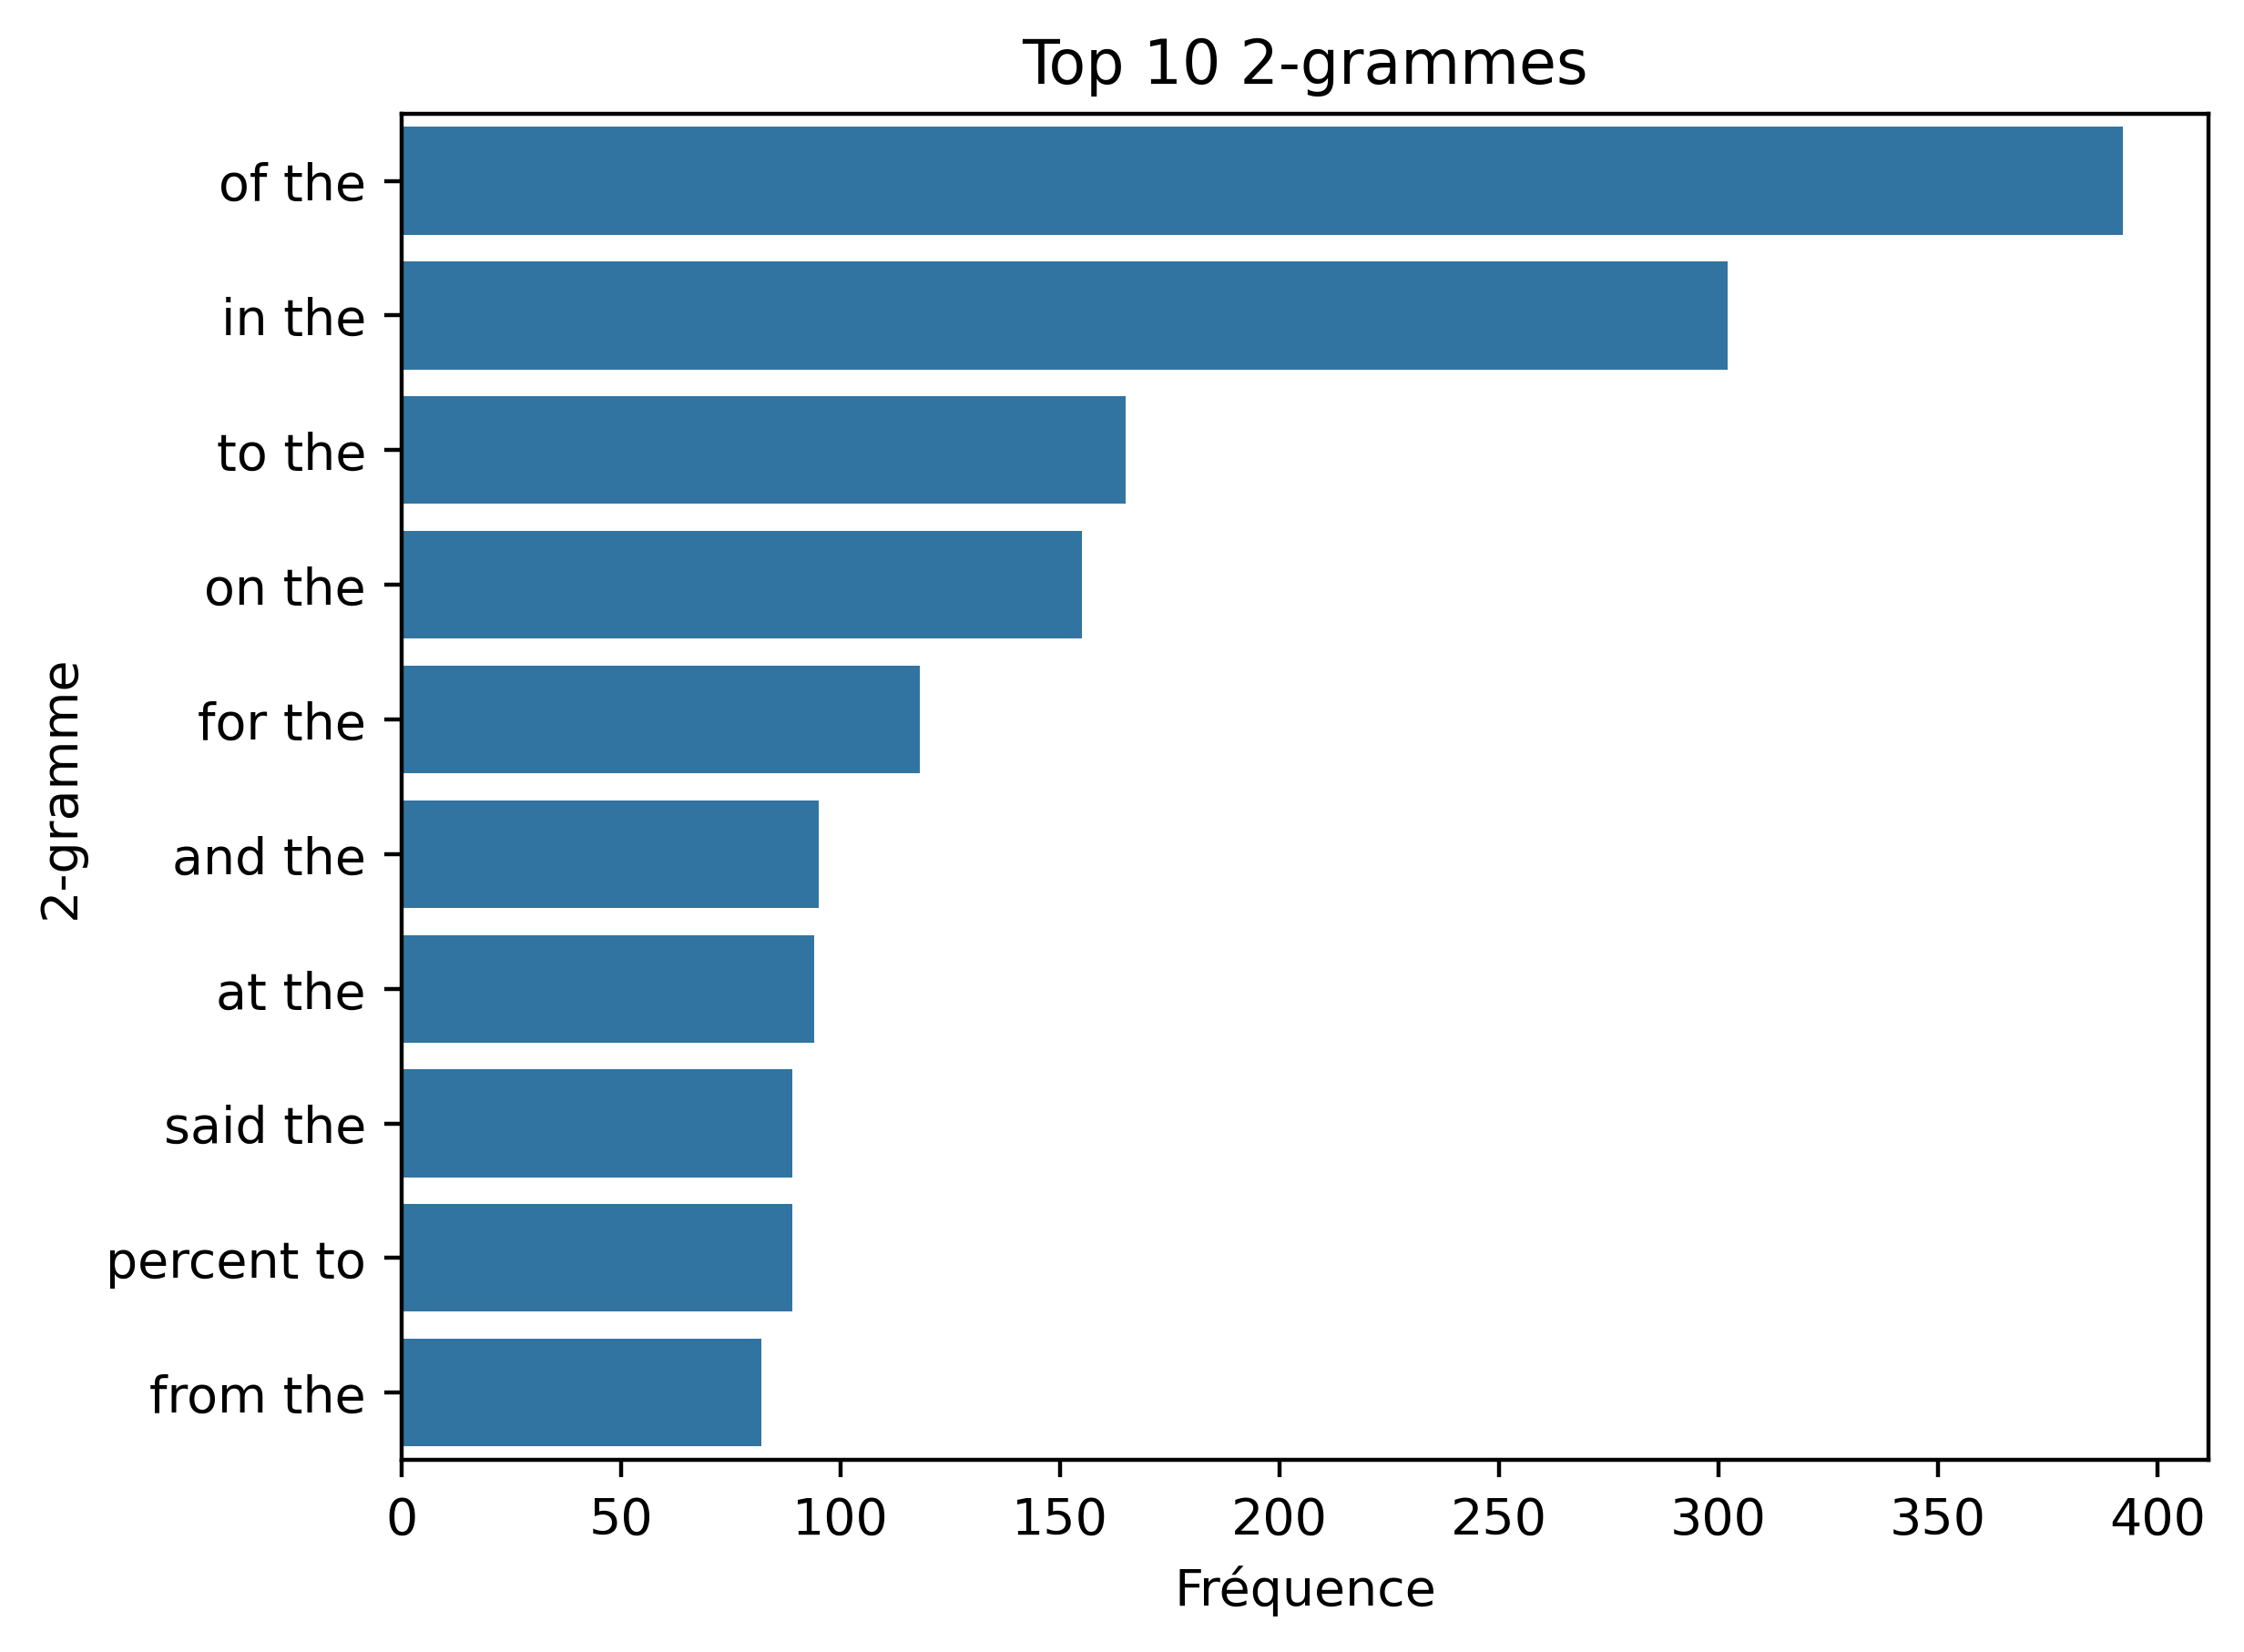 Top 10 2-grammes
of the
in the
to the
on the
for the
and the
at the
said the
percent to
from the
2-gramme
0 50 100 150 200 250 300 350 400
Fréquence